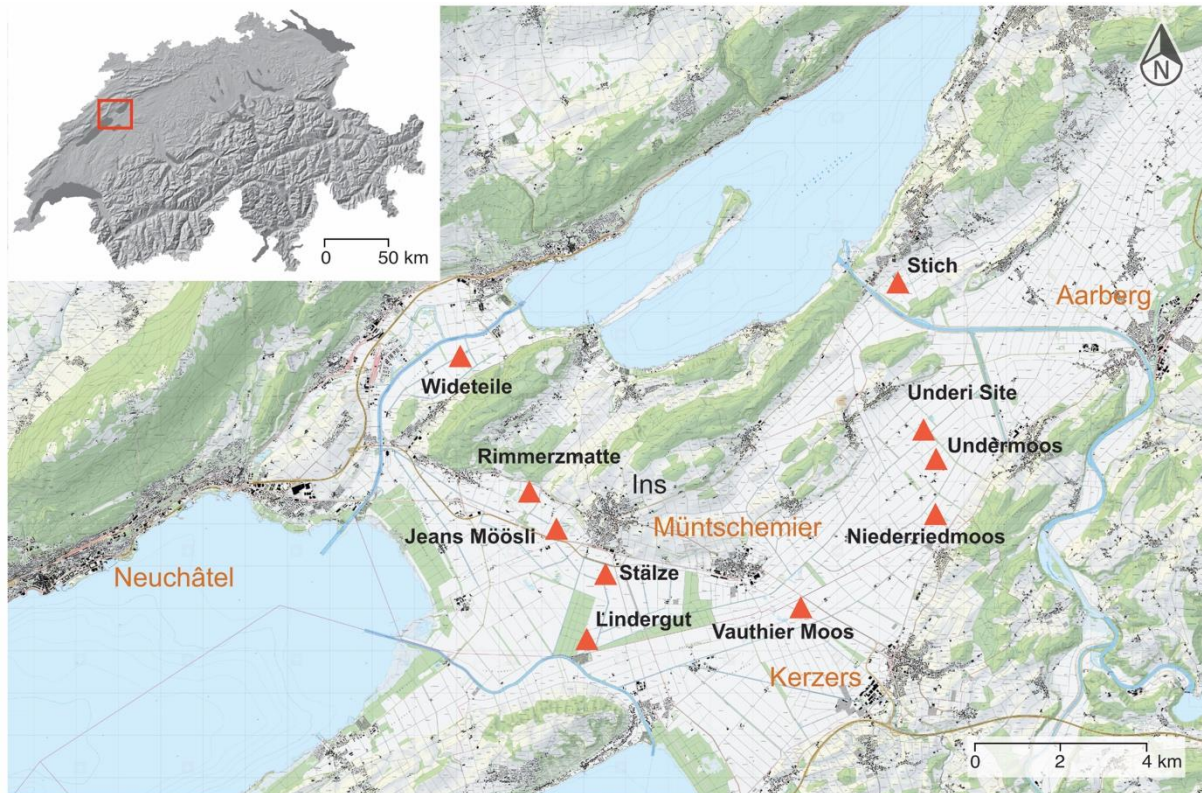 N
0 50 km
Stich
Aarberg
Wideteile
Underi Site
Undermoos
Rimmerzmatte
Ins
Müntschemier
Niederriedmoos
Jeans Möösli
Stälze
Neuchâtel
Lindergut
Vauthier Moos
Kerzers
0 2 4 km